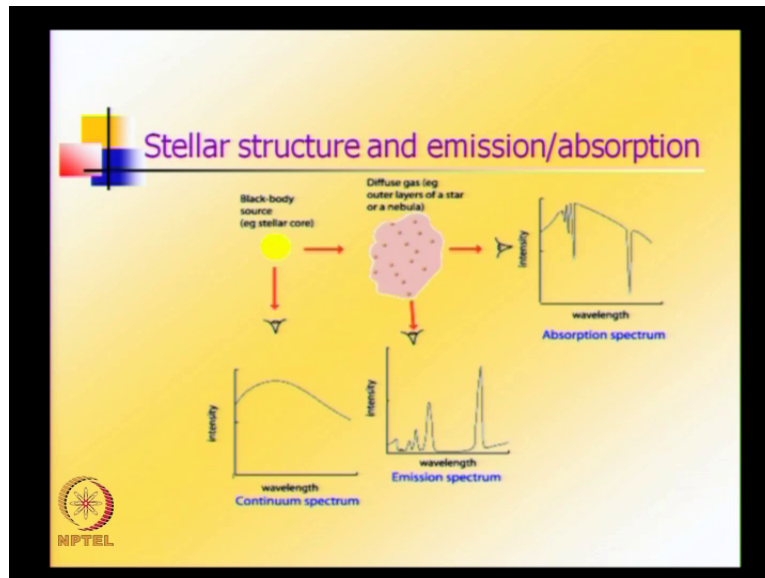 Stellar structure and emission/absorption
Black-body
source
(eg stellar core)
Diffuse gas (eg
outer layers of a star
or a nebula)
intensity
wavelength
Absorption spectrum
intensity
wavelength
Continuum spectrum
intensity
wavelength
Emission spectrum
NPTEL